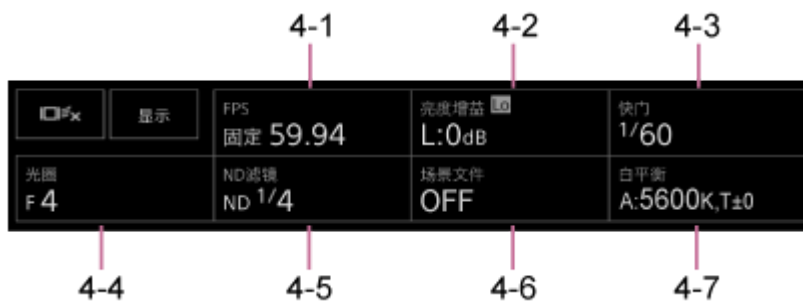 4-1 4-2 4-3
显示
FPS 亮度增益 Lo 快门
固定 59.94 L:0dB 1/60
光圈 ND滤镜 场景文件 白平衡
F 4 ND 1/4 OFF A:5600K,T±0
4-4 4-5 4-6 4-7